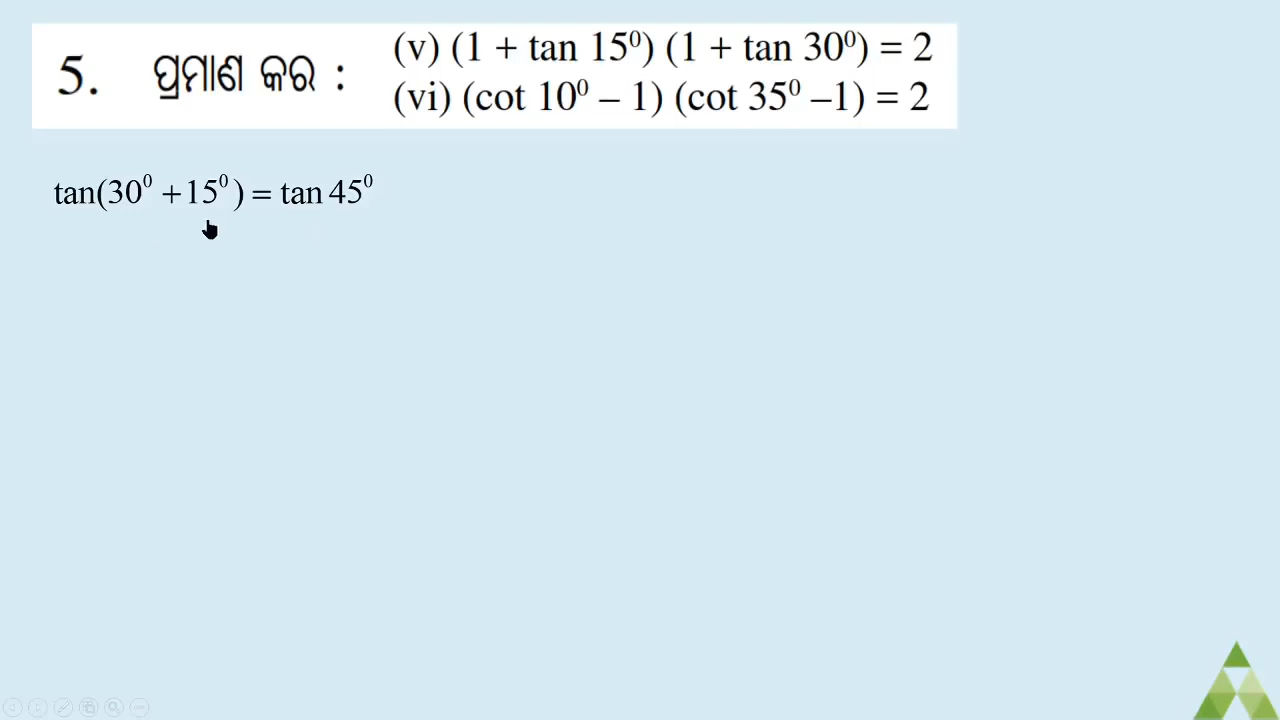 5. ପ୍ରମାଣ କର :
(v) (1 + tan 15⁰) (1 + tan 30⁰) = 2
(vi) (cot 10⁰ – 1) (cot 35⁰ –1) = 2
tan(30⁰ + 15⁰) = tan 45⁰